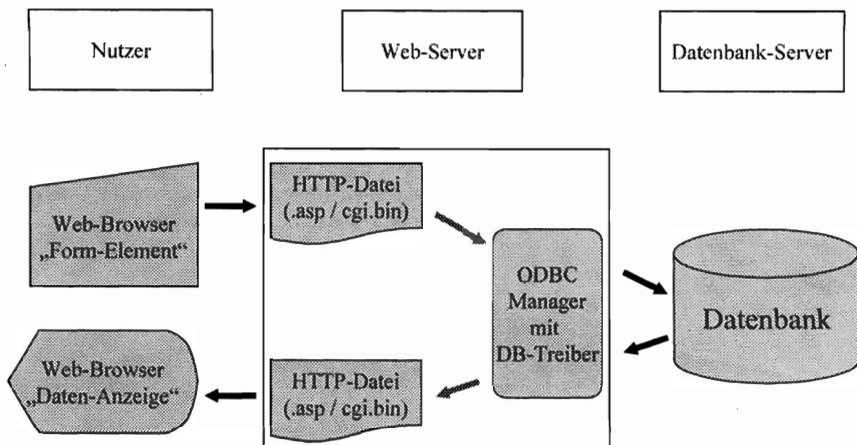 Nutzer
Web-Server
Datenbank-Server
Web-Browser
„Form-Element“
HTTP-Datei
(.asp / cgi.bin)
ODBC
Manager
mit
DB-Treiber
Datenbank
Web-Browser
„Daten-Anzeige“
HTTP-Datei
(.asp / cgi.bin)